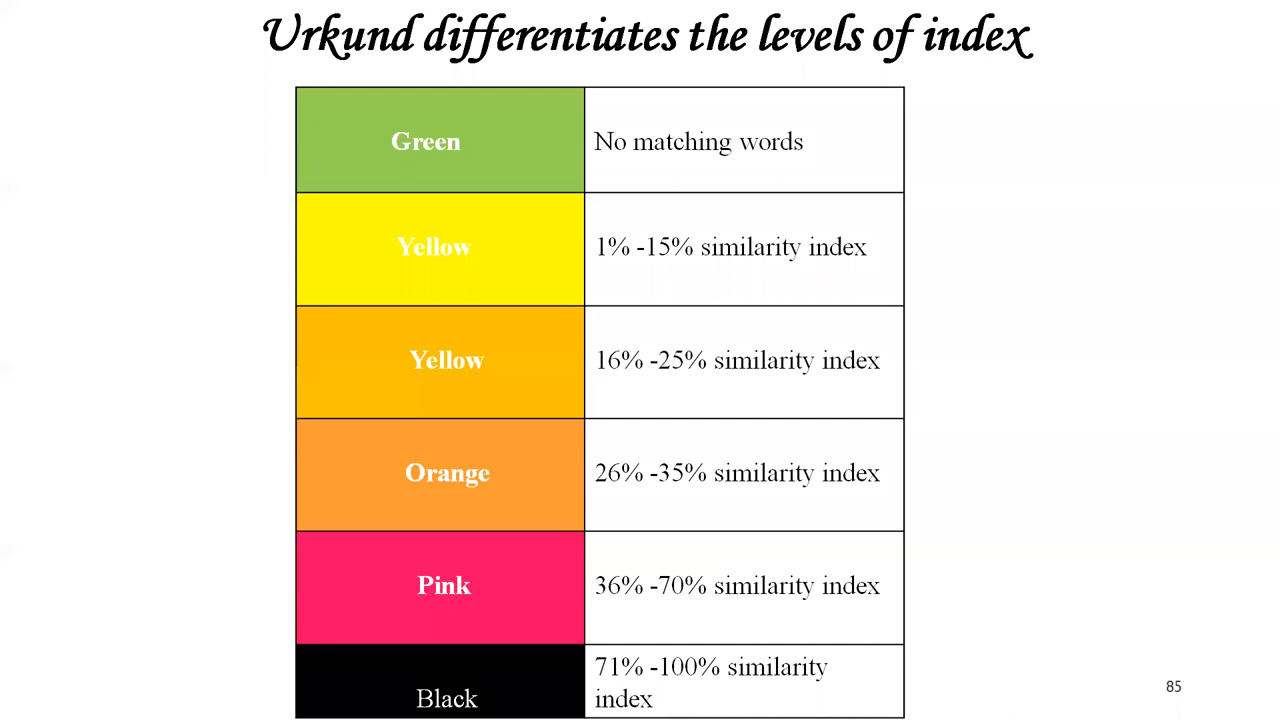 Urkund differentiates the levels of index
Green
No matching words
Yellow
1% -15% similarity index
Yellow
16% -25% similarity index
Orange
26% -35% similarity index
Pink
36% -70% similarity index
Black
71% -100% similarity
index
85